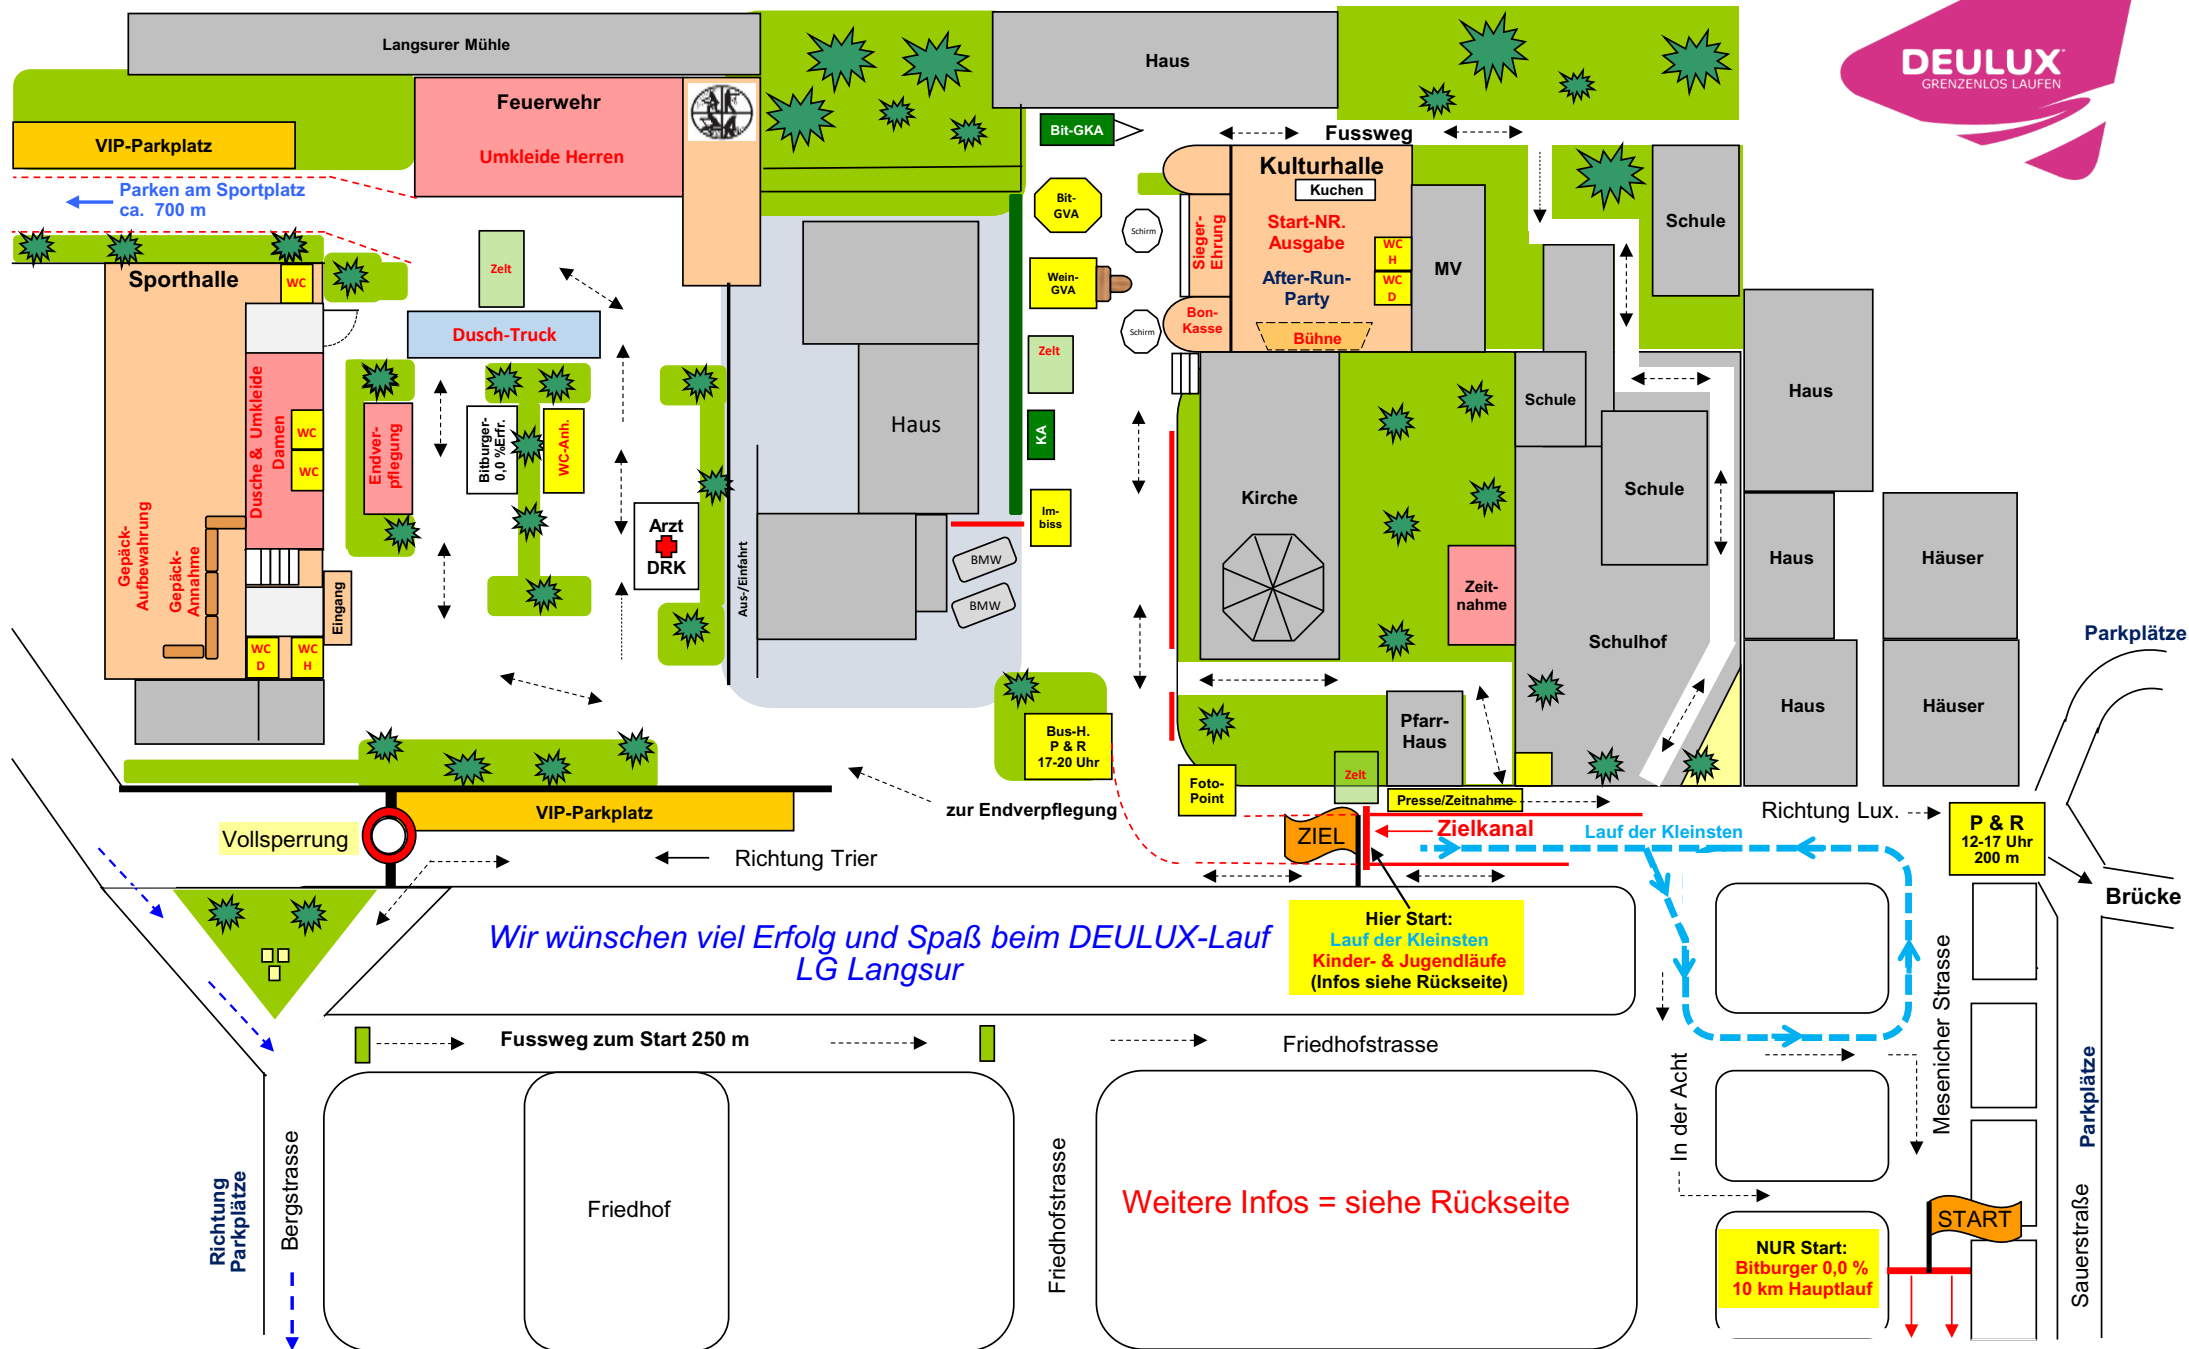 Langsurer Mühle
Haus
DEULUX
GRENZENLOS LAUFEN
Feuerwehr
Umkleide Herren
VIP-Parkplatz
Parken am Sportplatz
ca. 700 m
Bit-GKA
Fussweg
Kulturhalle
Kuchen
Start-NR.
Ausgabe
After-Run-
Party
Bühne
Sieger-
Ehrung
Bon-
Kasse
WC
H
WC
D
MV
Schule
Bit-
GVA
Schirm
Wein-
GVA
Schirm
Zelt
KA
Im-
biss
Sporthalle
WC
Zelt
Dusch-Truck
Dusche & Umkleide
Damen
WC
WC
Endver-
pflegung
Bitburger-
0,0 %Erfr.
WC-Anh.
Arzt
DRK
Gepäck-
Aufbewahrung
Gepäck-
Annahme
Eingang
WC
D
WC
H
Aus-/Einfahrt
Haus
BMW
BMW
Kirche
Schule
Schule
Zeit-
nahme
Schulhof
Haus
Haus
Häuser
Haus
Häuser
Parkplätze
Pfarr-
Haus
Bus-H.
P & R
17-20 Uhr
Foto-
Point
Zelt
Presse/Zeitnahme
Richtung Lux.
P & R
12-17 Uhr
200 m
Brücke
VIP-Parkplatz
Vollsperrung
zur Endverpflegung
Richtung Trier
ZIEL
Zielkanal
Lauf der Kleinsten
Wir wünschen viel Erfolg und Spaß beim DEULUX-Lauf
LG Langsur
Hier Start:
Lauf der Kleinsten
Kinder- & Jugendläufe
(Infos siehe Rückseite)
Fussweg zum Start 250 m
Friedhofstrasse
In der Acht
Mesenicher Strasse
Parkplätze
Sauerstraße
Richtung
Parkplätze
Bergstrasse
Friedhof
Friedhofstrasse
Weitere Infos = siehe Rückseite
START
NUR Start:
Bitburger 0,0 %
10 km Hauptlauf